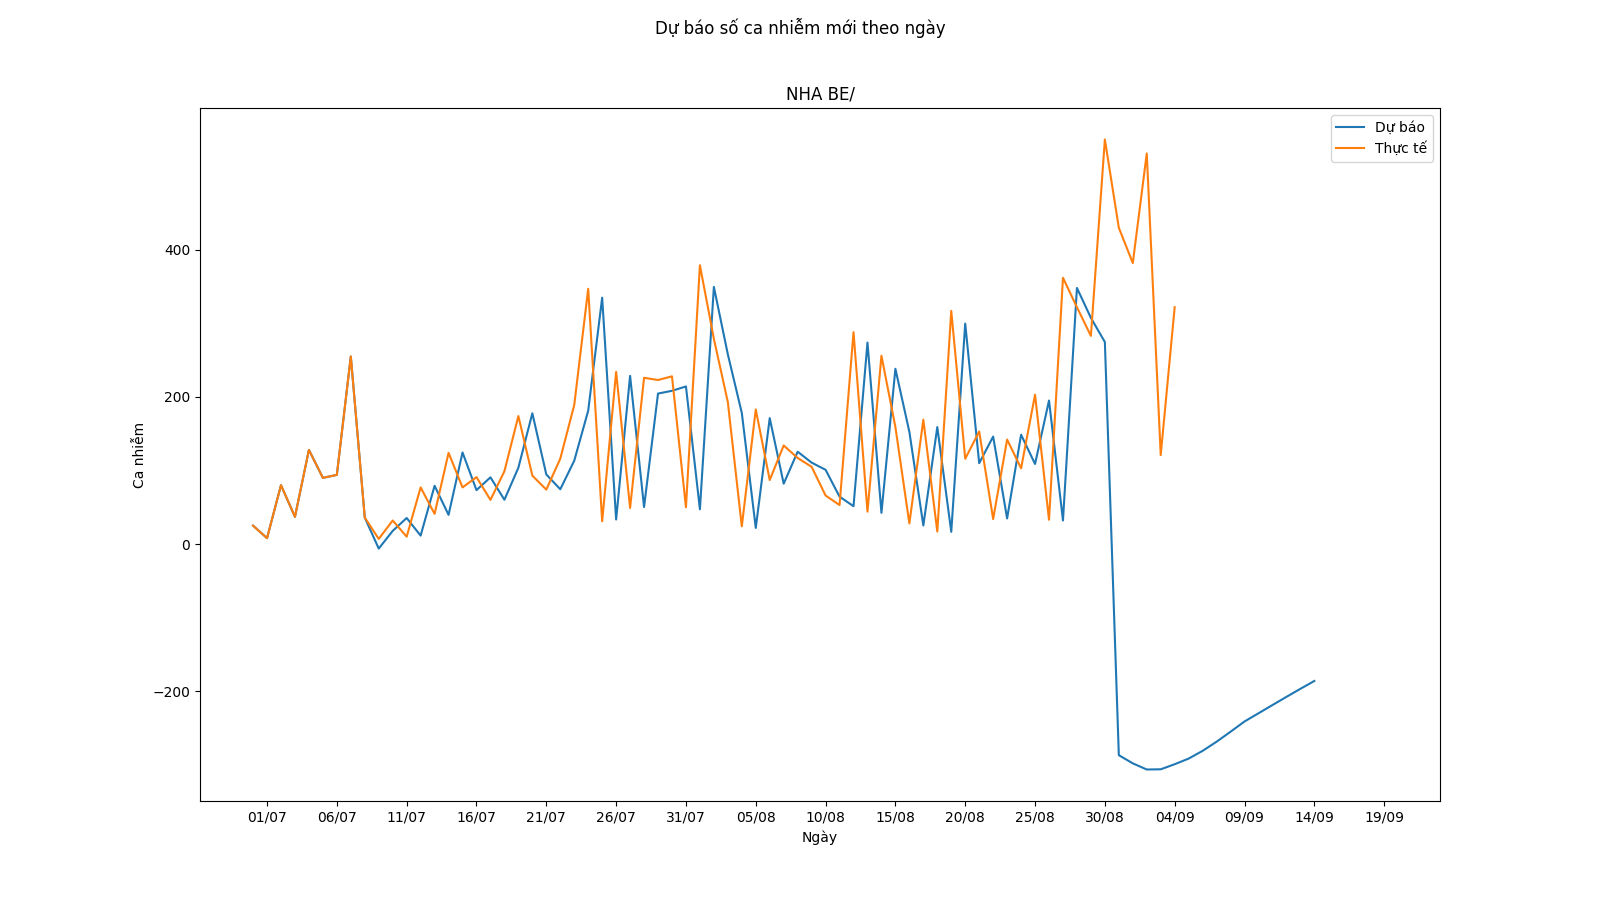 Dự báo số ca nhiễm mới theo ngày
NHA BE/
Dự báo
Thực tế
400
200
0
−200
Ca nhiễm
01/07 06/07 11/07 16/07 21/07 26/07 31/07 05/08 10/08 15/08 20/08 25/08 30/08 04/09 09/09 14/09 19/09
Ngày